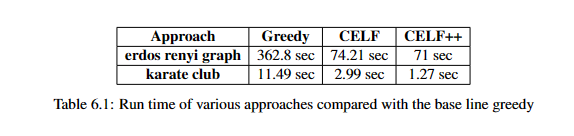 Approach Greedy CELF CELF++
erdos renyi graph 362.8 sec 74.21 sec 71 sec
karate club 11.49 sec 2.99 sec 1.27 sec
Table 6.1: Run time of various approaches compared with the base line greedy